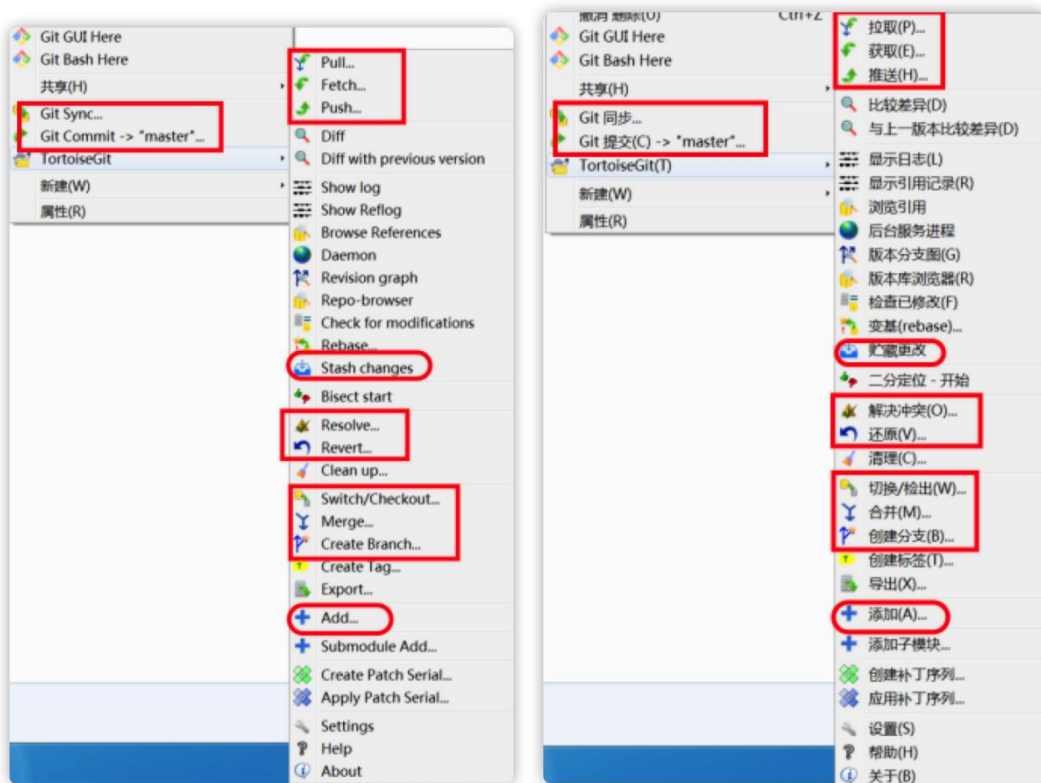 Git GUI Here
Git Bash Here
共享(H)
Git Sync...
Git Commit -> "master"...
TortoiseGit
新建(W)
属性(R)
Pull...
Fetch...
Push...
Diff
Diff with previous version
Show log
Show Reflog
Browse References
Daemon
Revision graph
Repo-browser
Check for modifications
Rebase...
Stash changes
Bisect start
Resolve...
Revert...
Clean up...
Switch/Checkout...
Merge...
Create Branch...
Create Tag...
Export...
Add...
Submodule Add...
Create Patch Serial...
Apply Patch Serial...
Settings
Help
About
撤消 删除(U) Ctrl+Z
Git GUI Here
Git Bash Here
共享(H)
Git 同步...
Git 提交(C) -> "master"...
TortoiseGit(T)
新建(W)
属性(R)
拉取(P)...
获取(E)...
推送(H)...
比较差异(D)
与上一版本比较差异(D)
显示日志(L)
显示引用记录(R)
浏览引用
后台服务进程
版本分支图(G)
版本库浏览器(R)
检查已修改(F)
变基(rebase)...
贮藏更改
二分定位 - 开始
解决冲突(O)...
还原(V)...
清理(C)...
切换/检出(W)...
合并(M)...
创建分支(B)...
创建标签(T)...
导出(X)...
添加(A)...
添加子模块...
创建补丁序列...
应用补丁序列...
设置(S)
帮助(H)
关于(B)